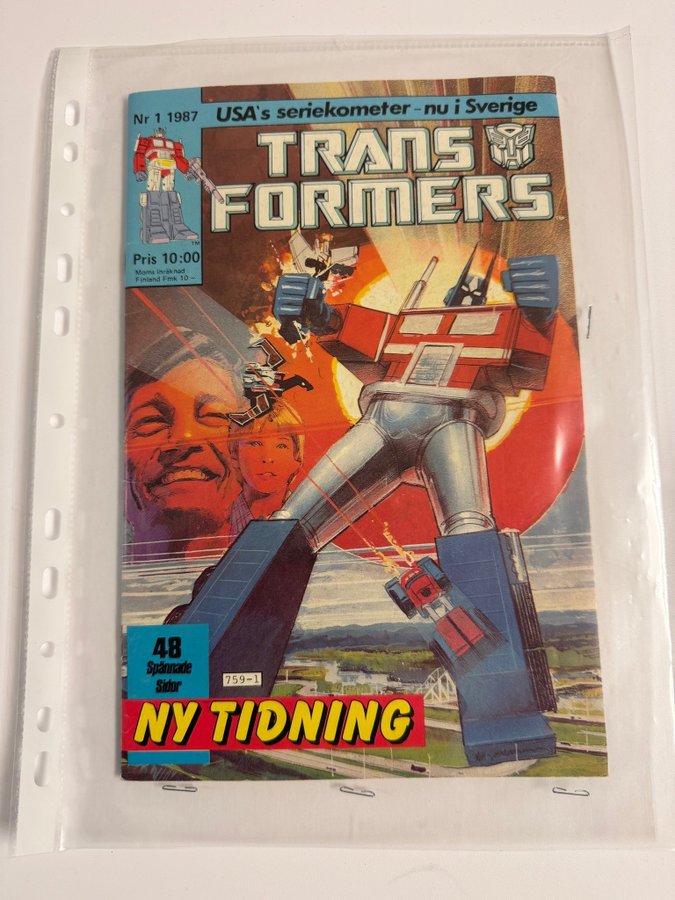 Nr 1 1987
USA's seriekometer - nu i Sverige
TRANS
FORMERS
TM
Pris 10:00
Moms inräknad
Finland Fmk 10:-
48
Spännade
Sidor
759-1
NY TIDNING